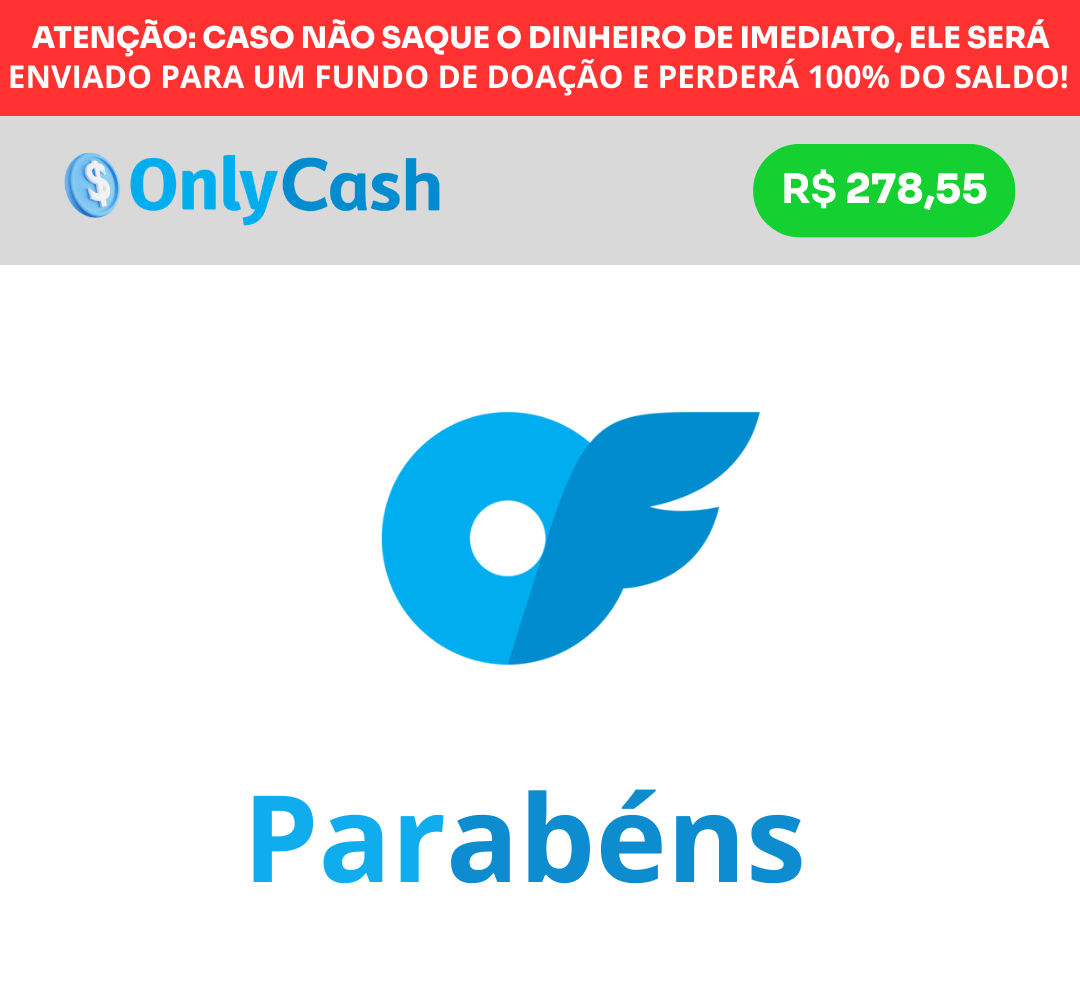 ATENÇÃO: CASO NÃO SAQUE O DINHEIRO DE IMEDIATO, ELE SERÁ
ENVIADO PARA UM FUNDO DE DOAÇÃO E PERDERÁ 100% DO SALDO!
OnlyCash
R$ 278,55
Parabéns